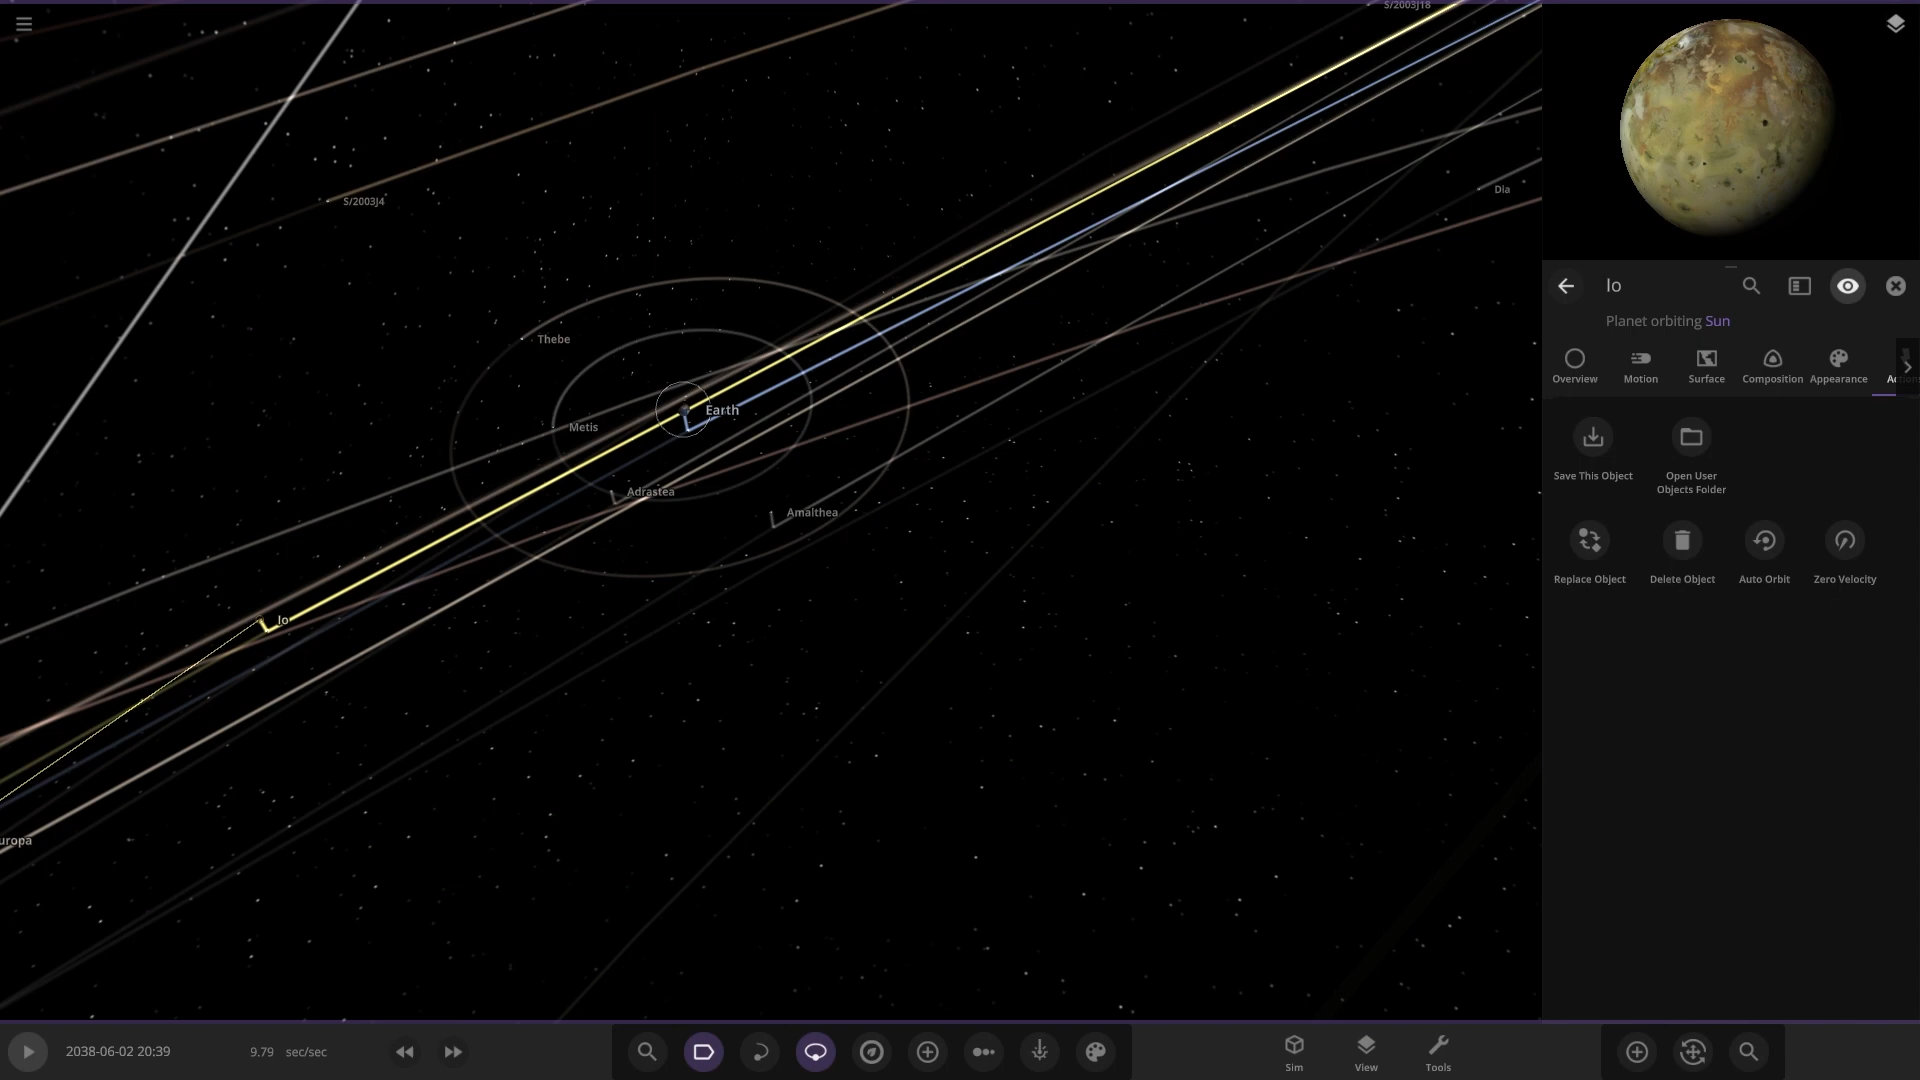 S/2003J18
S/2003J4
Dia
Thebe
Earth
Metis
Adrastea
Amalthea
Io
uropa
Io
Planet orbiting Sun
Overview
Motion
Surface
Composition
Appearance
Save This Object
Open User
Objects Folder
Replace Object
Delete Object
Auto Orbit
Zero Velocity
2038-06-02 20:39
9.79 sec/sec
Sim
View
Tools